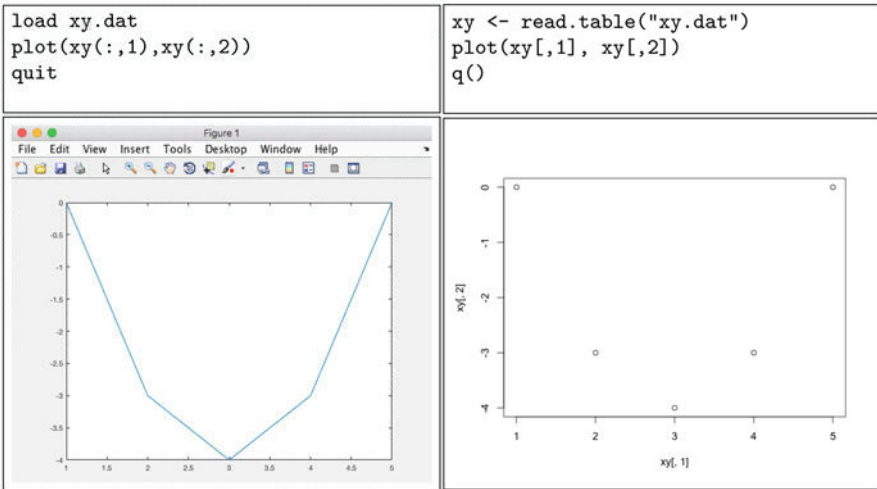 load xy.dat
plot(xy(:,1),xy(:,2))
quit
xy <- read.table("xy.dat")
plot(xy[,1], xy[,2])
q()
Figure 1
File Edit View Insert Tools Desktop Window Help
0
-0.5
-1
-1.5
-2
-2.5
-3
-3.5
-4
1 1.5 2 2.5 3 3.5 4 4.5 5
xy[, 2]
0
-1
-2
-3
-4
1 2 3 4 5
xy[, 1]